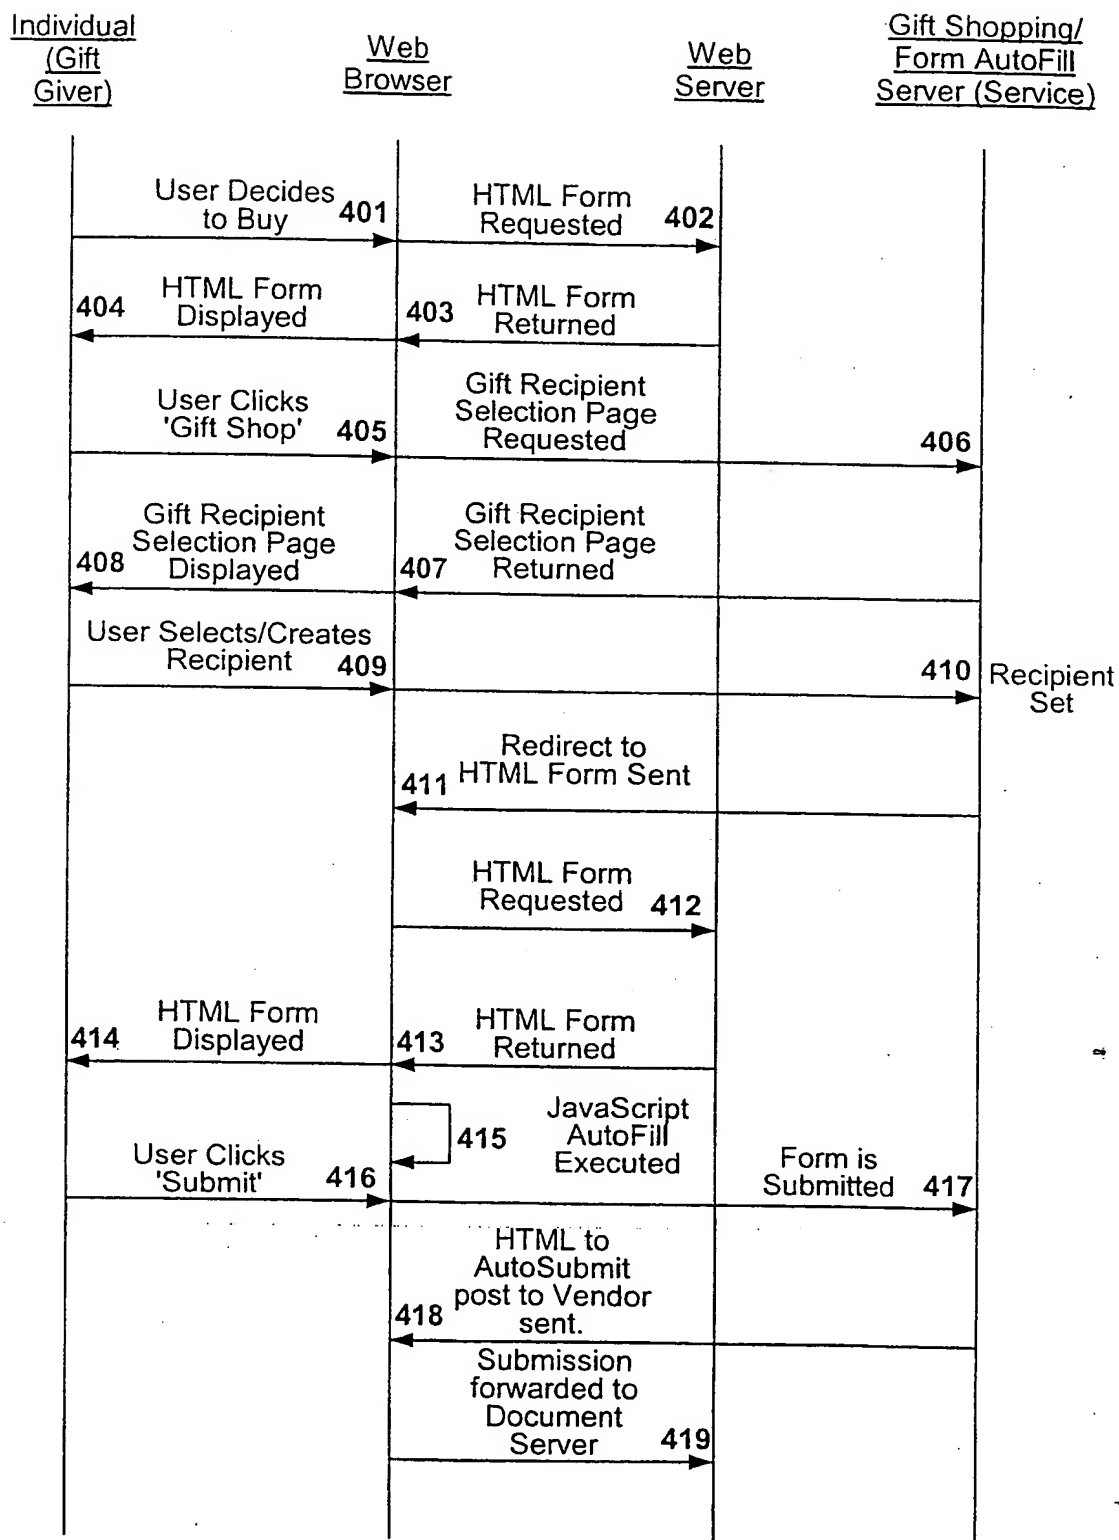 Individual
(Gift
Giver)
Web
Browser
Web
Server
Gift Shopping/
Form AutoFill
Server (Service)
User Decides
to Buy
401
HTML Form
Requested
402
404
HTML Form
Displayed
403
HTML Form
Returned
User Clicks
'Gift Shop'
405
Gift Recipient
Selection Page
Requested
406
Gift Recipient
Selection Page
Displayed
408
Gift Recipient
Selection Page
Returned
407
User Selects/Creates
Recipient
409
410
Recipient
Set
Redirect to
HTML Form Sent
411
HTML Form
Requested
412
414
HTML Form
Displayed
413
HTML Form
Returned
415
JavaScript
AutoFill
Executed
User Clicks
'Submit'
416
Form is
Submitted
417
HTML to
AutoSubmit
post to Vendor
sent.
418
Submission
forwarded to
Document
Server
419